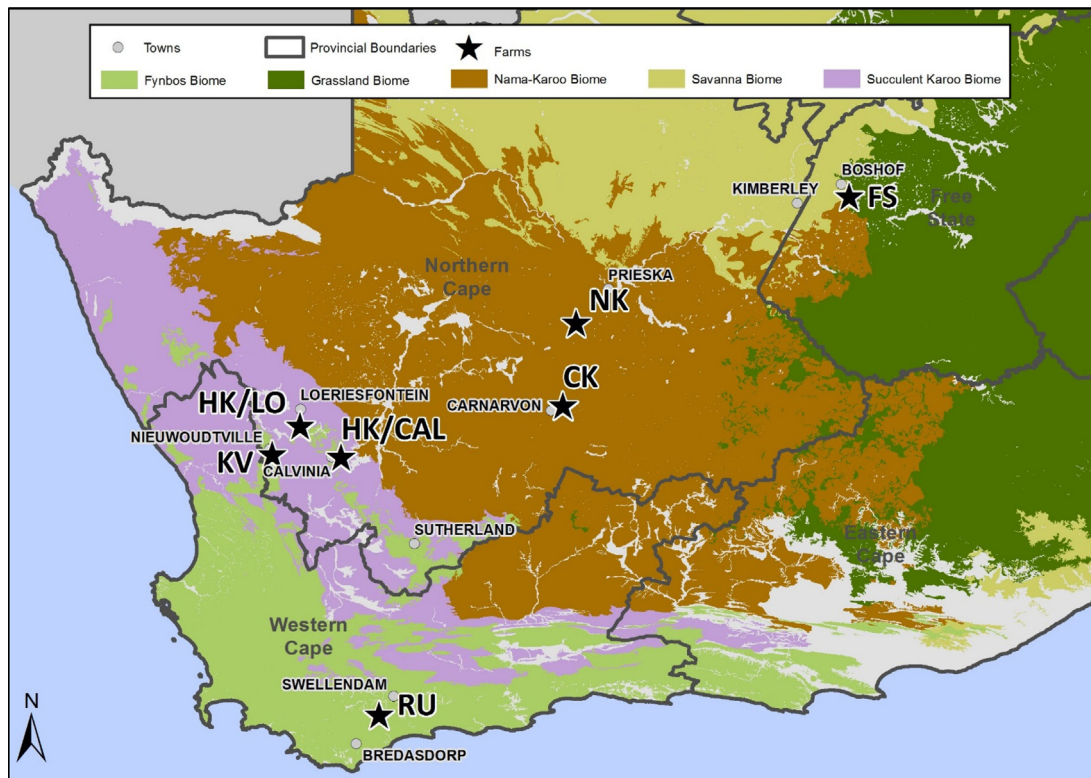 Towns
Provincial Boundaries
Farms
Fynbos Biome
Grassland Biome
Nama-Karoo Biome
Savanna Biome
Succulent Karoo Biome
BOSHOF
KIMBERLEY
FS
Free
State
Northern
Cape
PRIESKA
NK
CK
CARNARVON
HK/LO
LOERIESFONTEIN
HK/CAL
NIEUWOUDTVILLE
KV
CALVINIA
SUTHERLAND
Eastern
Cape
Western
Cape
SWELLENDAM
RU
BREDASDORP
N